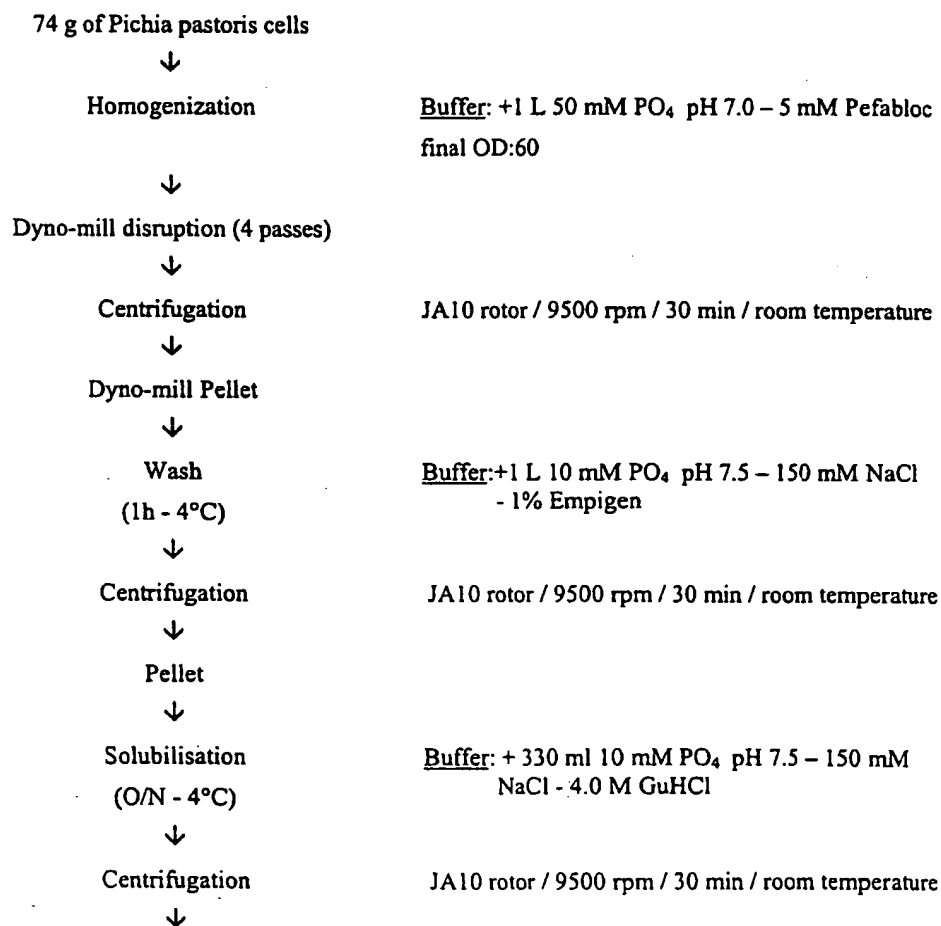 74 g of Pichia pastoris cells
↓
Homogenization Buffer: +1 L 50 mM PO₄ pH 7.0 – 5 mM Pefabloc
final OD:60
↓
Dyno-mill disruption (4 passes)
↓
Centrifugation JA10 rotor / 9500 rpm / 30 min / room temperature
↓
Dyno-mill Pellet
↓
Wash Buffer:+1 L 10 mM PO₄ pH 7.5 – 150 mM NaCl
(1h - 4°C) - 1% Empigen
↓
Centrifugation JA10 rotor / 9500 rpm / 30 min / room temperature
↓
Pellet
↓
Solubilisation Buffer: + 330 ml 10 mM PO₄ pH 7.5 – 150 mM
(O/N - 4°C) NaCl - 4.0 M GuHCl
↓
Centrifugation JA10 rotor / 9500 rpm / 30 min / room temperature
↓